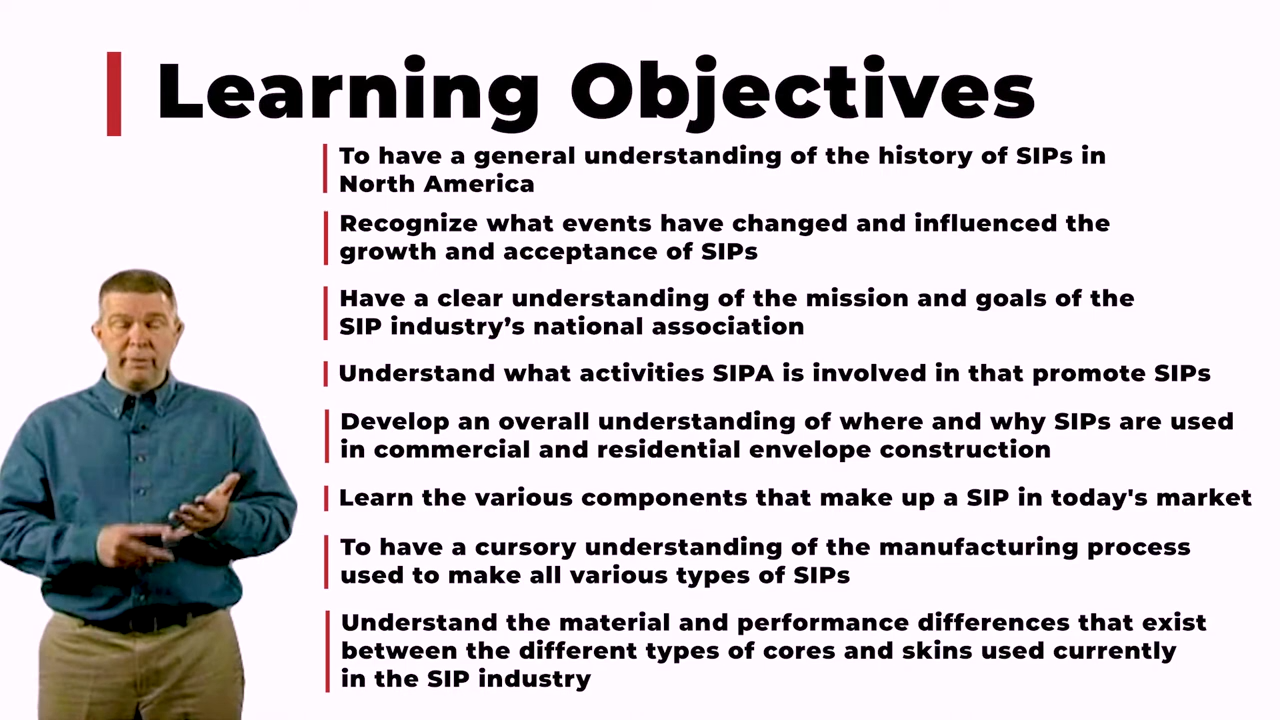 Learning Objectives
To have a general understanding of the history of SIPs in
North America
Recognize what events have changed and influenced the
growth and acceptance of SIPs
Have a clear understanding of the mission and goals of the
SIP industry’s national association
Understand what activities SIPA is involved in that promote SIPs
Develop an overall understanding of where and why SIPs are used
in commercial and residential envelope construction
Learn the various components that make up a SIP in today's market
To have a cursory understanding of the manufacturing process
used to make all various types of SIPs
Understand the material and performance differences that exist
between the different types of cores and skins used currently
in the SIP industry